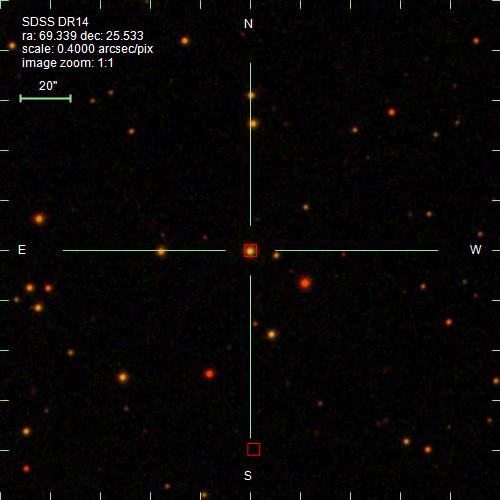 SDSS DR14
ra: 69.339 dec: 25.533
scale: 0.4000 arcsec/pix
image zoom: 1:1
20"
N
E
W
S